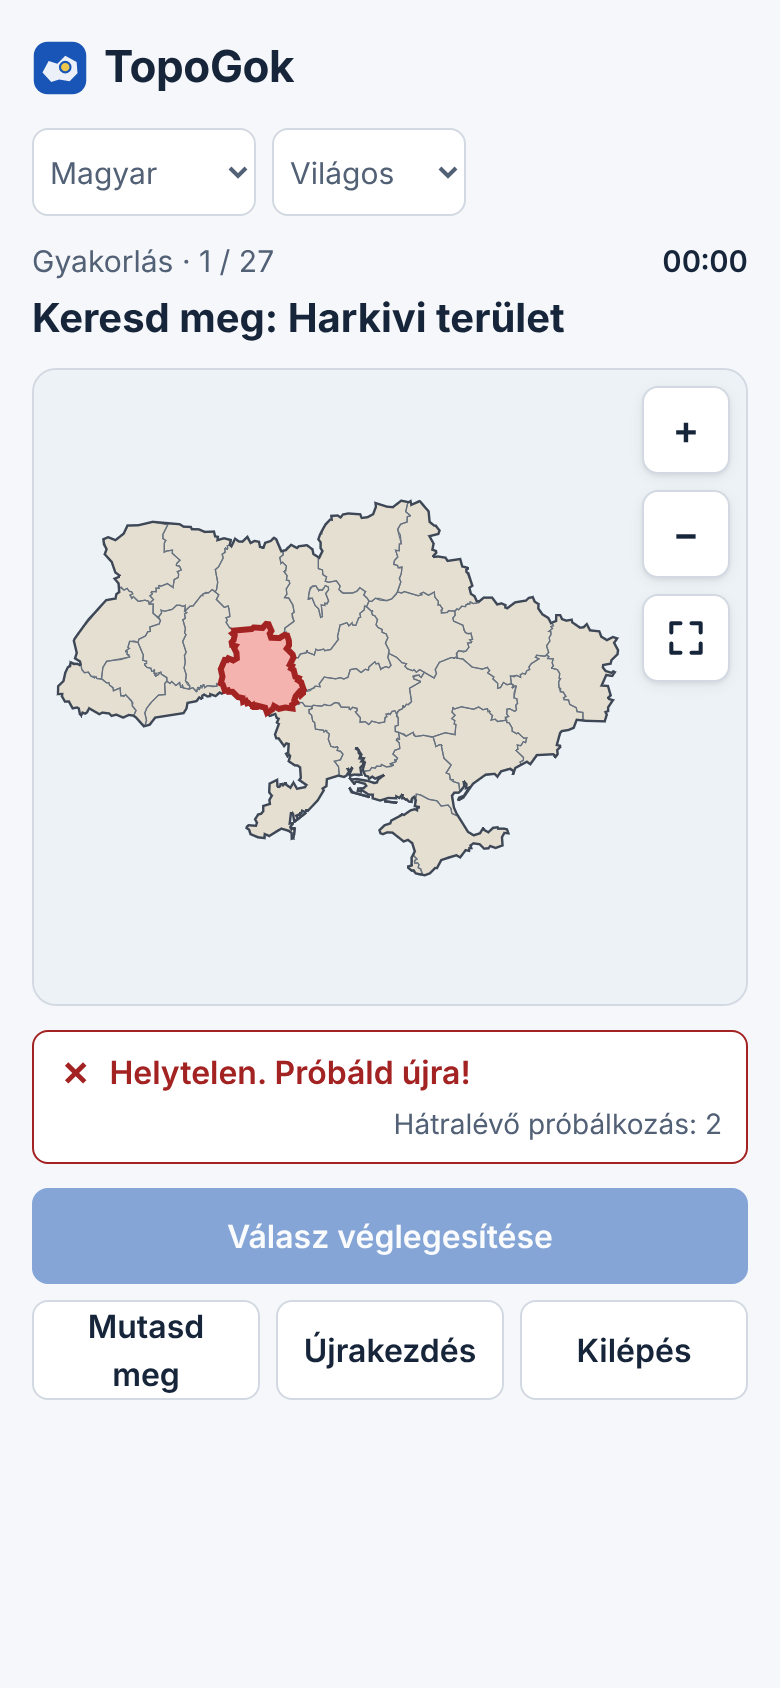 TopoGok
Magyar
Világos
Gyakorlás · 1 / 27
00:00
Keresd meg: Harkivi terület
+
−
✕ Helytelen. Próbáld újra!
Hátralévő próbálkozás: 2
Válasz véglegesítése
Mutasd
meg
Újrakezdés
Kilépés